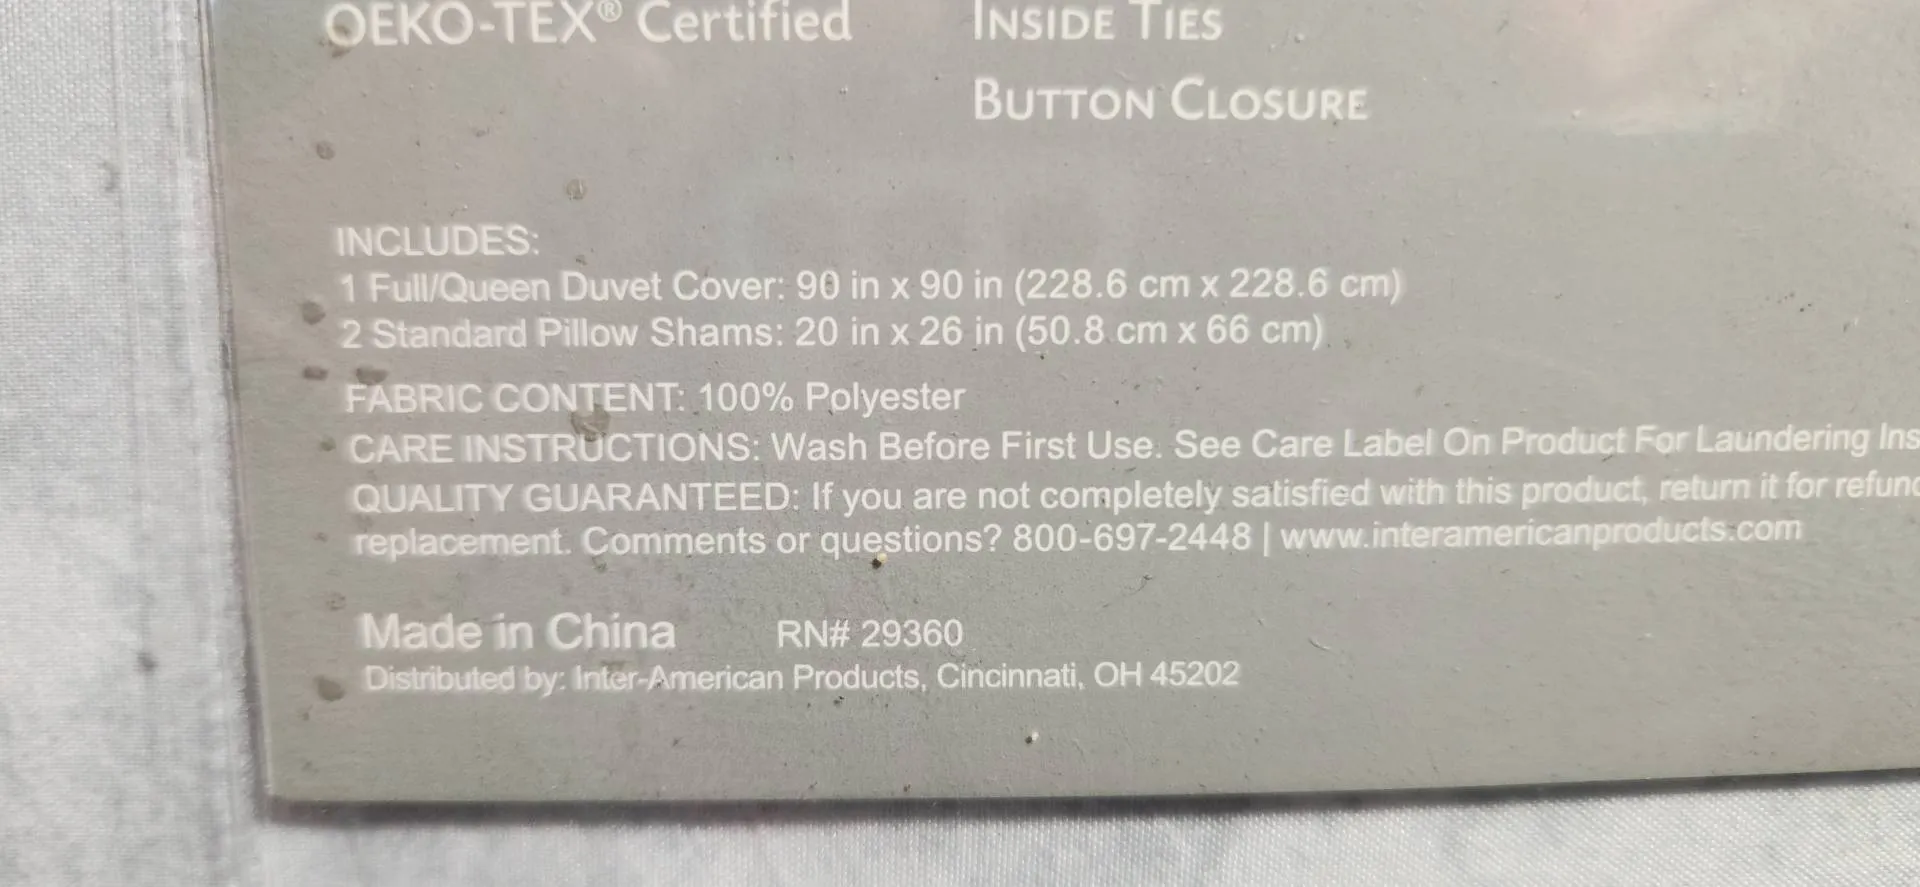 OEKO-TEX® Certified
INSIDE TIES
BUTTON CLOSURE
INCLUDES:
1 Full/Queen Duvet Cover: 90 in x 90 in (228.6 cm x 228.6 cm)
2 Standard Pillow Shams: 20 in x 26 in (50.8 cm x 66 cm)
FABRIC CONTENT: 100% Polyester
CARE INSTRUCTIONS: Wash Before First Use. See Care Label On Product For Laundering Ins
QUALITY GUARANTEED: If you are not completely satisfied with this product, return it for refund
replacement. Comments or questions? 800-697-2448 | www.interamericanproducts.com
Made in China RN# 29360
Distributed by: Inter-American Products, Cincinnati, OH 45202